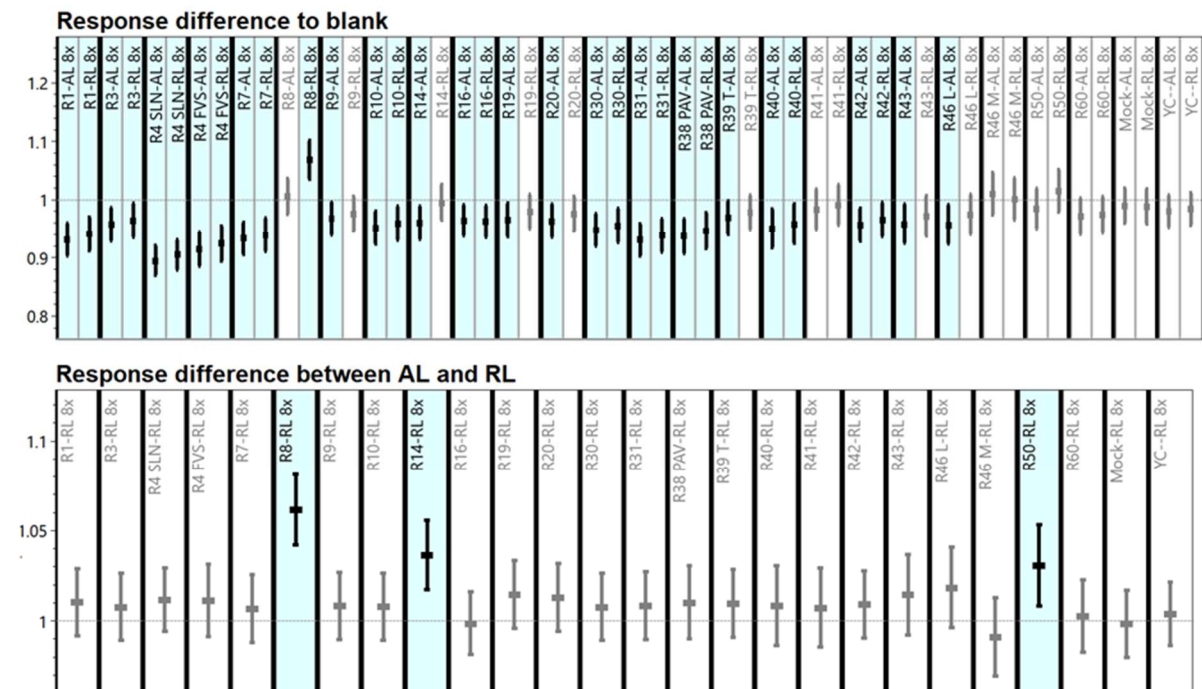 Response difference to blank
R1-AL 8x
R1-RL 8x
R3-AL 8x
R3-RL 8x
R4 SLN-AL 8x
R4 SLN-RL 8x
R4 FVS-AL 8x
R4 FVS-RL 8x
R7-AL 8x
R7-RL 8x
R8-AL 8x
R8-RL 8x
R9-AL 8x
R9-RL 8x
R10-AL 8x
R10-RL 8x
R14-AL 8x
R14-RL 8x
R16-AL 8x
R16-RL 8x
R19-AL 8x
R19-RL 8x
R20-AL 8x
R20-RL 8x
R30-AL 8x
R30-RL 8x
R31-AL 8x
R31-RL 8x
R38 PAV-AL 8x
R38 PAV-RL 8x
R39 T-AL 8x
R39 T-RL 8x
R40-AL 8x
R40-RL 8x
R41-AL 8x
R41-RL 8x
R42-AL 8x
R42-RL 8x
R43-AL 8x
R43-RL 8x
R46 L-AL 8x
R46 L-RL 8x
R46 M-AL 8x
R46 M-RL 8x
R50-AL 8x
R50-RL 8x
R60-AL 8x
R60-RL 8x
Mock-AL 8x
Mock-RL 8x
YC--AL 8x
YC--RL 8x
1.2
1.1
1
0.9
0.8
Response difference between AL and RL
R1-RL 8x
R3-RL 8x
R4 SLN-RL 8x
R4 FVS-RL 8x
R7-RL 8x
R8-RL 8x
R9-RL 8x
R10-RL 8x
R14-RL 8x
R16-RL 8x
R19-RL 8x
R20-RL 8x
R30-RL 8x
R31-RL 8x
R38 PAV-RL 8x
R39 T-RL 8x
R40-RL 8x
R41-RL 8x
R42-RL 8x
R43-RL 8x
R46 L-RL 8x
R46 M-RL 8x
R50-RL 8x
R60-RL 8x
Mock-RL 8x
YC-RL 8x
1.1
1.05
1